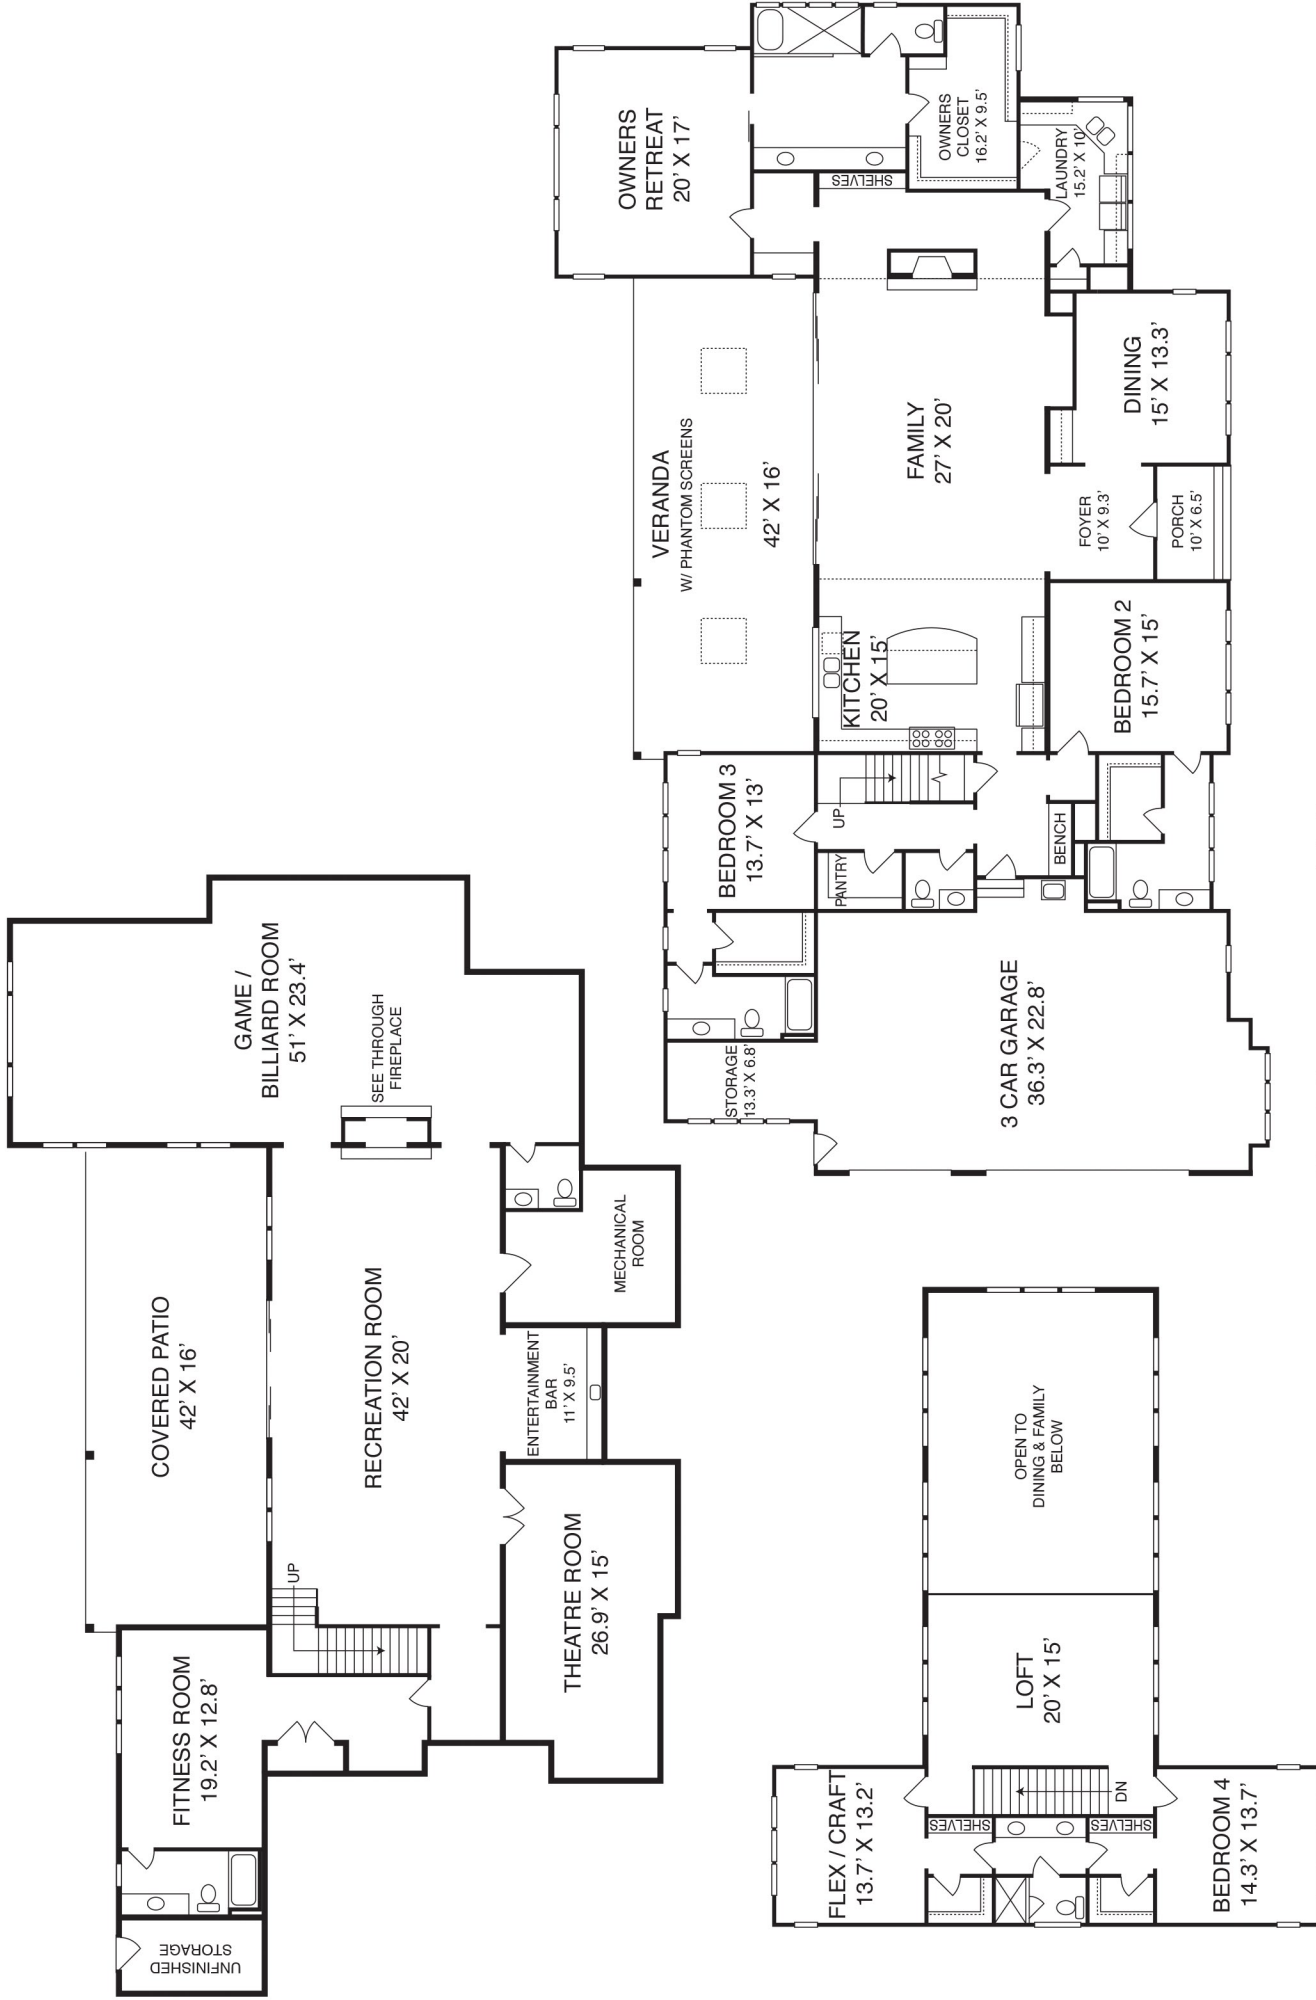 OWNERS
RETREAT
20’ X 17’
OWNERS
CLOSET
16.2’ X 9.5’
SHELVES
LAUNDRY
15.2’ X 10’
VERANDA
W/ PHANTOM SCREENS
42’ X 16’
FAMILY
27’ X 20’
DINING
15’ X 13.3’
FOYER
10’ X 9.3’
PORCH
10’ X 6.5’
KITCHEN
20’ X 15’
BEDROOM 2
15.7’ X 15’
BEDROOM 3
13.7’ X 13’
UP
PANTRY
BENCH
STORAGE
13.3’ X 6.8’
3 CAR GARAGE
36.3’ X 22.8’
GAME /
BILLIARD ROOM
51’ X 23.4’
SEE THROUGH
FIREPLACE
COVERED PATIO
42’ X 16’
RECREATION ROOM
42’ X 20’
MECHANICAL
ROOM
ENTERTAINMENT
BAR
11’ X 9.5’
UP
THEATRE ROOM
26.9’ X 15’
FITNESS ROOM
19.2’ X 12.8’
UNFINISHED
STORAGE
OPEN TO
DINING & FAMILY
BELOW
LOFT
20’ X 15’
DN
FLEX / CRAFT
13.7’ X 13.2’
SHELVES
SHELVES
BEDROOM 4
14.3’ X 13.7’